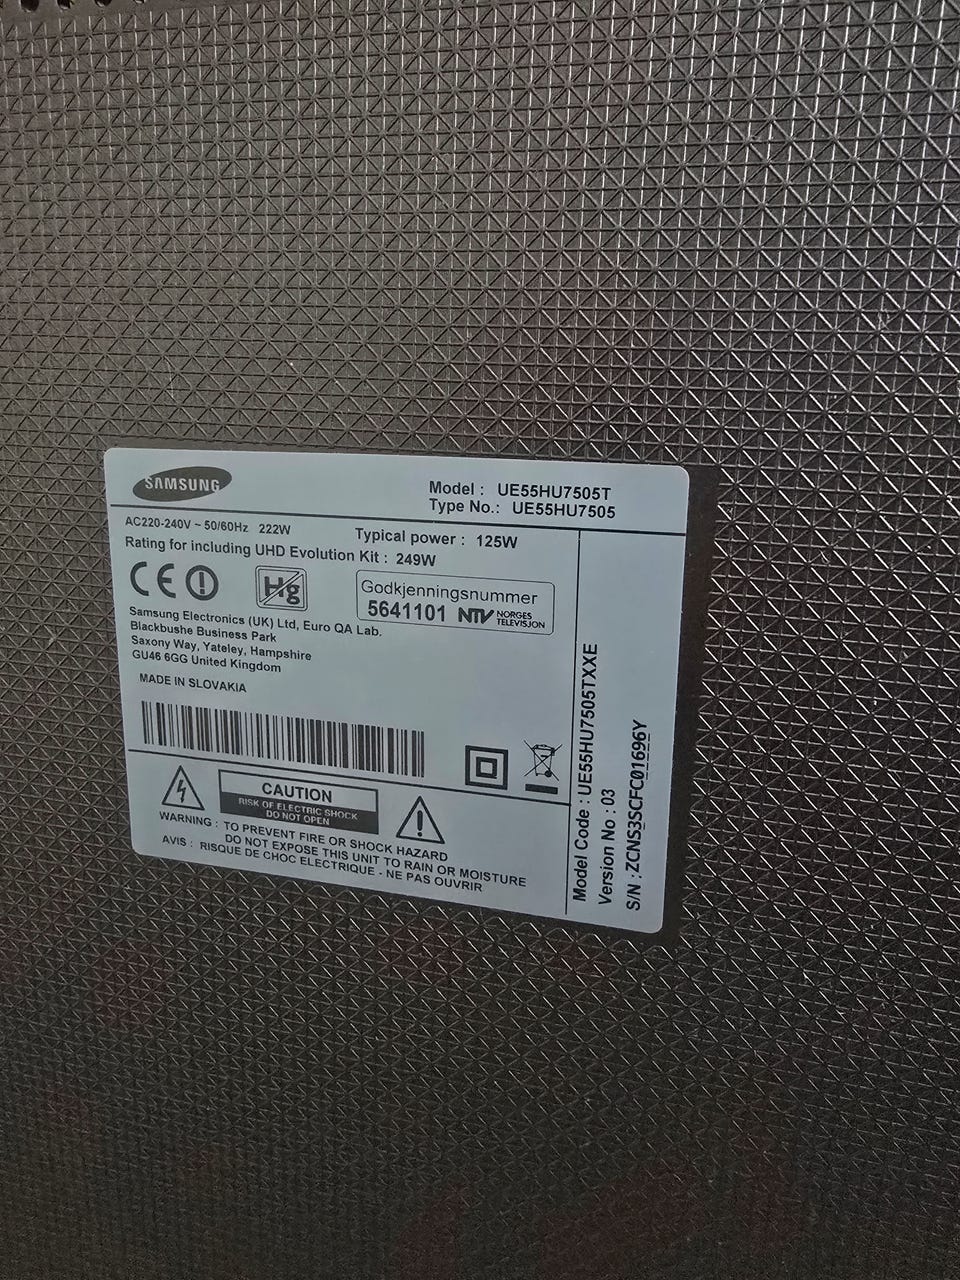 SAMSUNG
Model : UE55HU7505T
Type No.: UE55HU7505
AC220-240V ~ 50/60Hz 222W
Typical power : 125W
Rating for including UHD Evolution Kit : 249W
CE
Hg
Godkjenningsnummer
5641101 NTV NORGES TELEVISJON
Samsung Electronics (UK) Ltd, Euro QA Lab.
Blackbushe Business Park
Saxony Way, Yateley, Hampshire
GU46 6GG United Kingdom
MADE IN SLOVAKIA
CAUTION
RISK OF ELECTRIC SHOCK
DO NOT OPEN
WARNING : TO PREVENT FIRE OR SHOCK HAZARD
DO NOT EXPOSE THIS UNIT TO RAIN OR MOISTURE
AVIS : RISQUE DE CHOC ELECTRIQUE - NE PAS OUVRIR
Model Code : UE55HU7505TXXE
Version No : 03
S/N : ZCNS3SCFC01696Y